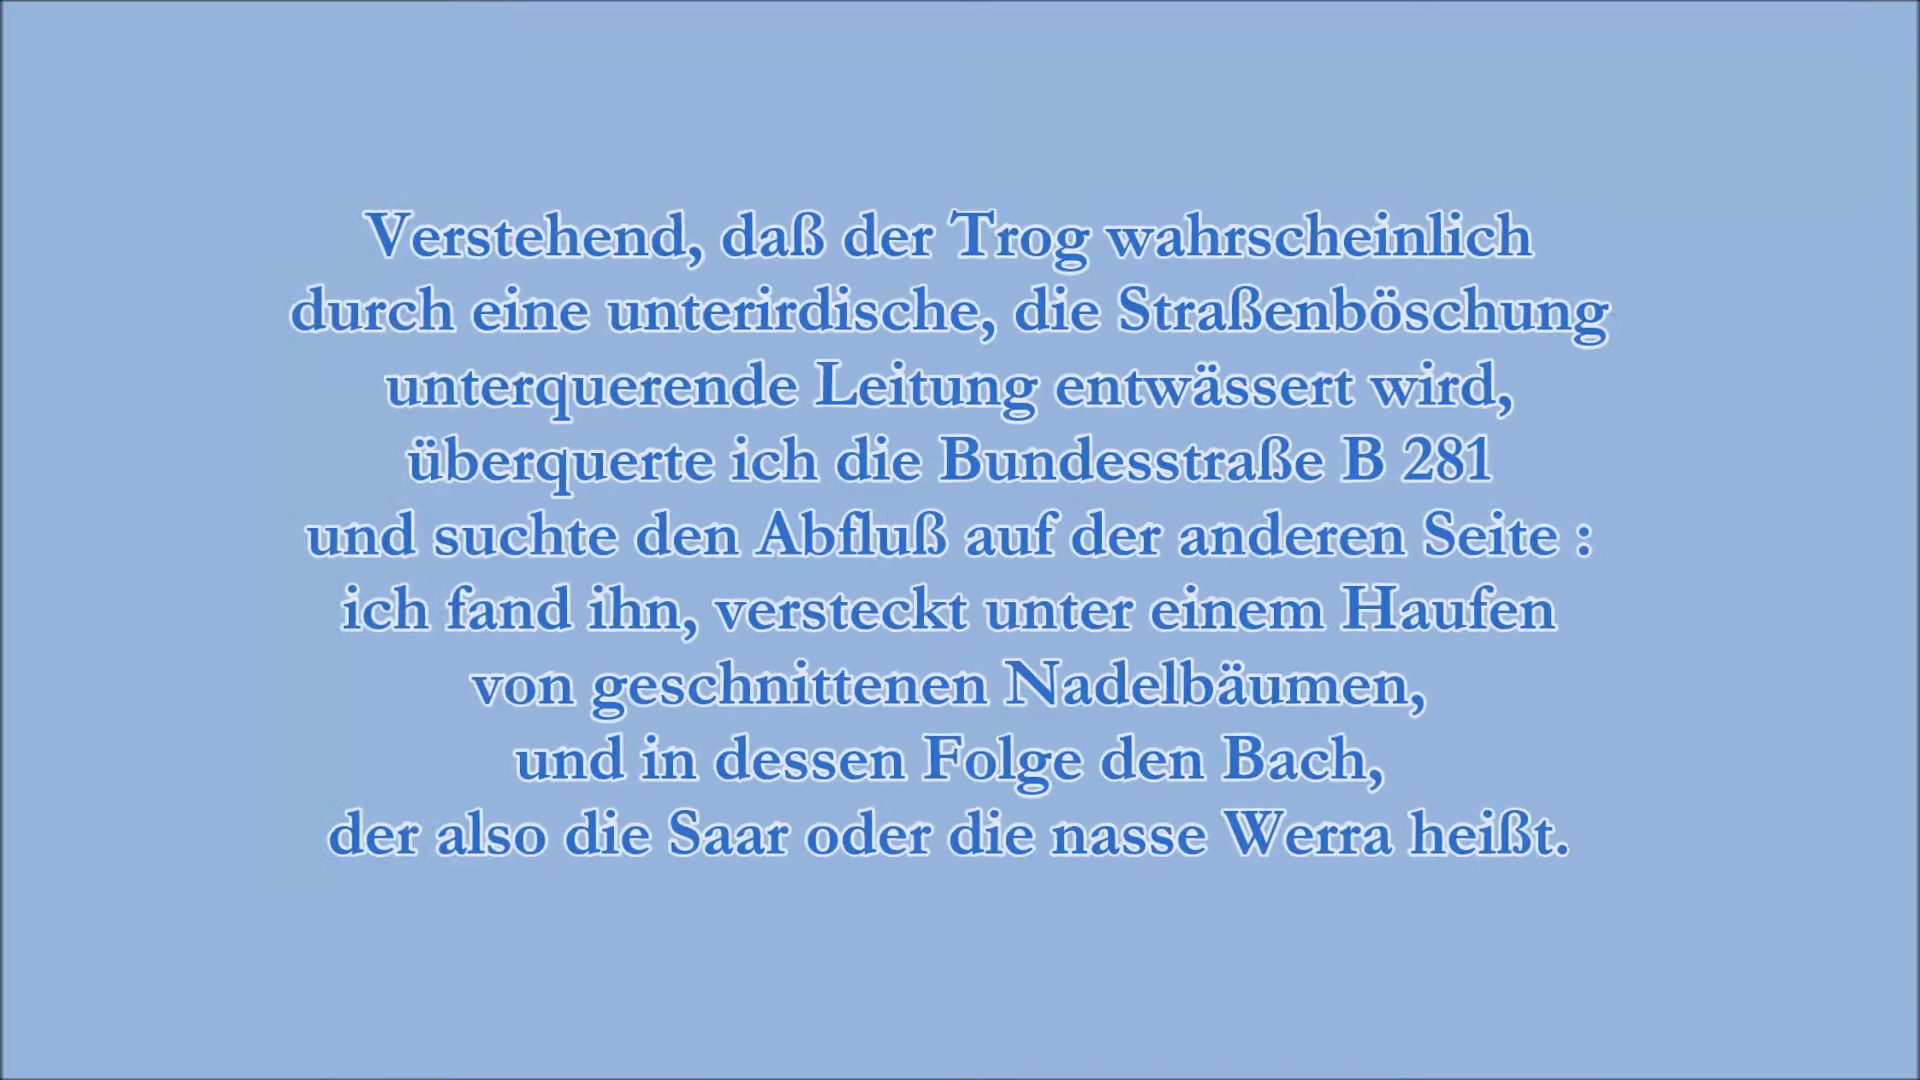 Verstehend, daß der Trog wahrscheinlich
durch eine unterirdische, die Straßenböschung
unterquerende Leitung entwässert wird,
überquerte ich die Bundesstraße B 281
und suchte den Abfluß auf der anderen Seite :
ich fand ihn, versteckt unter einem Haufen
von geschnittenen Nadelbäumen,
und in dessen Folge den Bach,
der also die Saar oder die nasse Werra heißt.